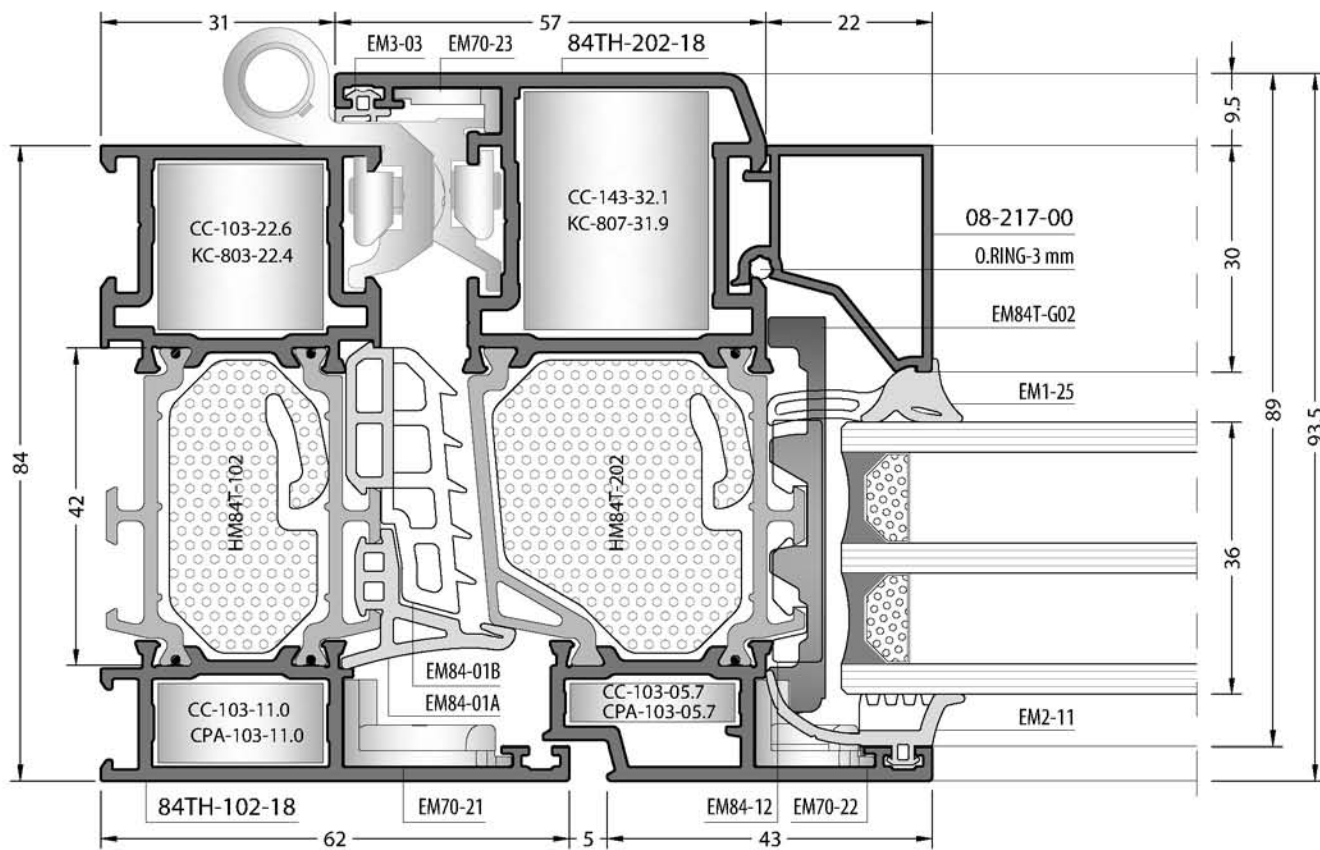 31
57
22
EM3-03
EM70-23
84TH-202-18
9.5
CC-103-22.6
KC-803-22.4
CC-143-32.1
KC-807-31.9
08-217-00
O.RING-3 mm
30
EM84T-G02
EM1-25
84
42
HM84T-102
HM84T-202
89
93.5
36
EM84-01B
EM84-01A
CC-103-11.0
CPA-103-11.0
CC-103-05.7
CPA-103-05.7
EM2-11
84TH-102-18
EM70-21
EM84-12
EM70-22
62
5
43